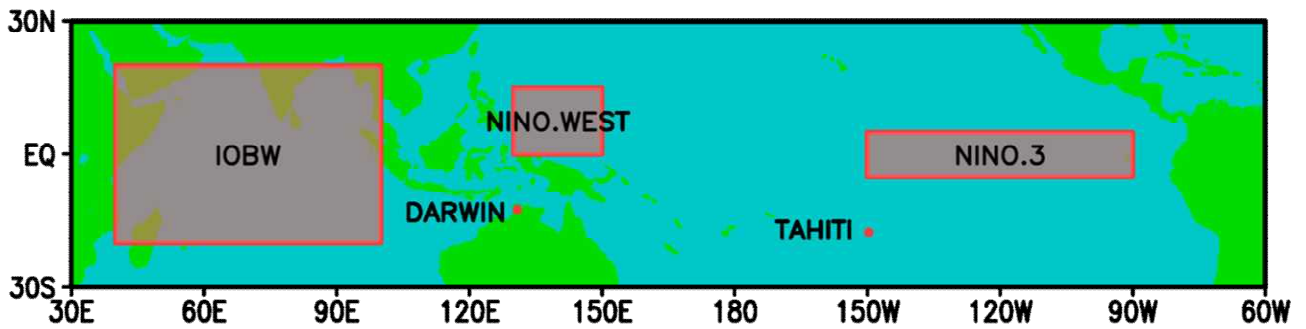 30N
NINO.WEST
EQ
IOBW
NINO.3
DARWIN
TAHITI
30S
30E 60E 90E 120E 150E 180 150W 120W 90W 60W